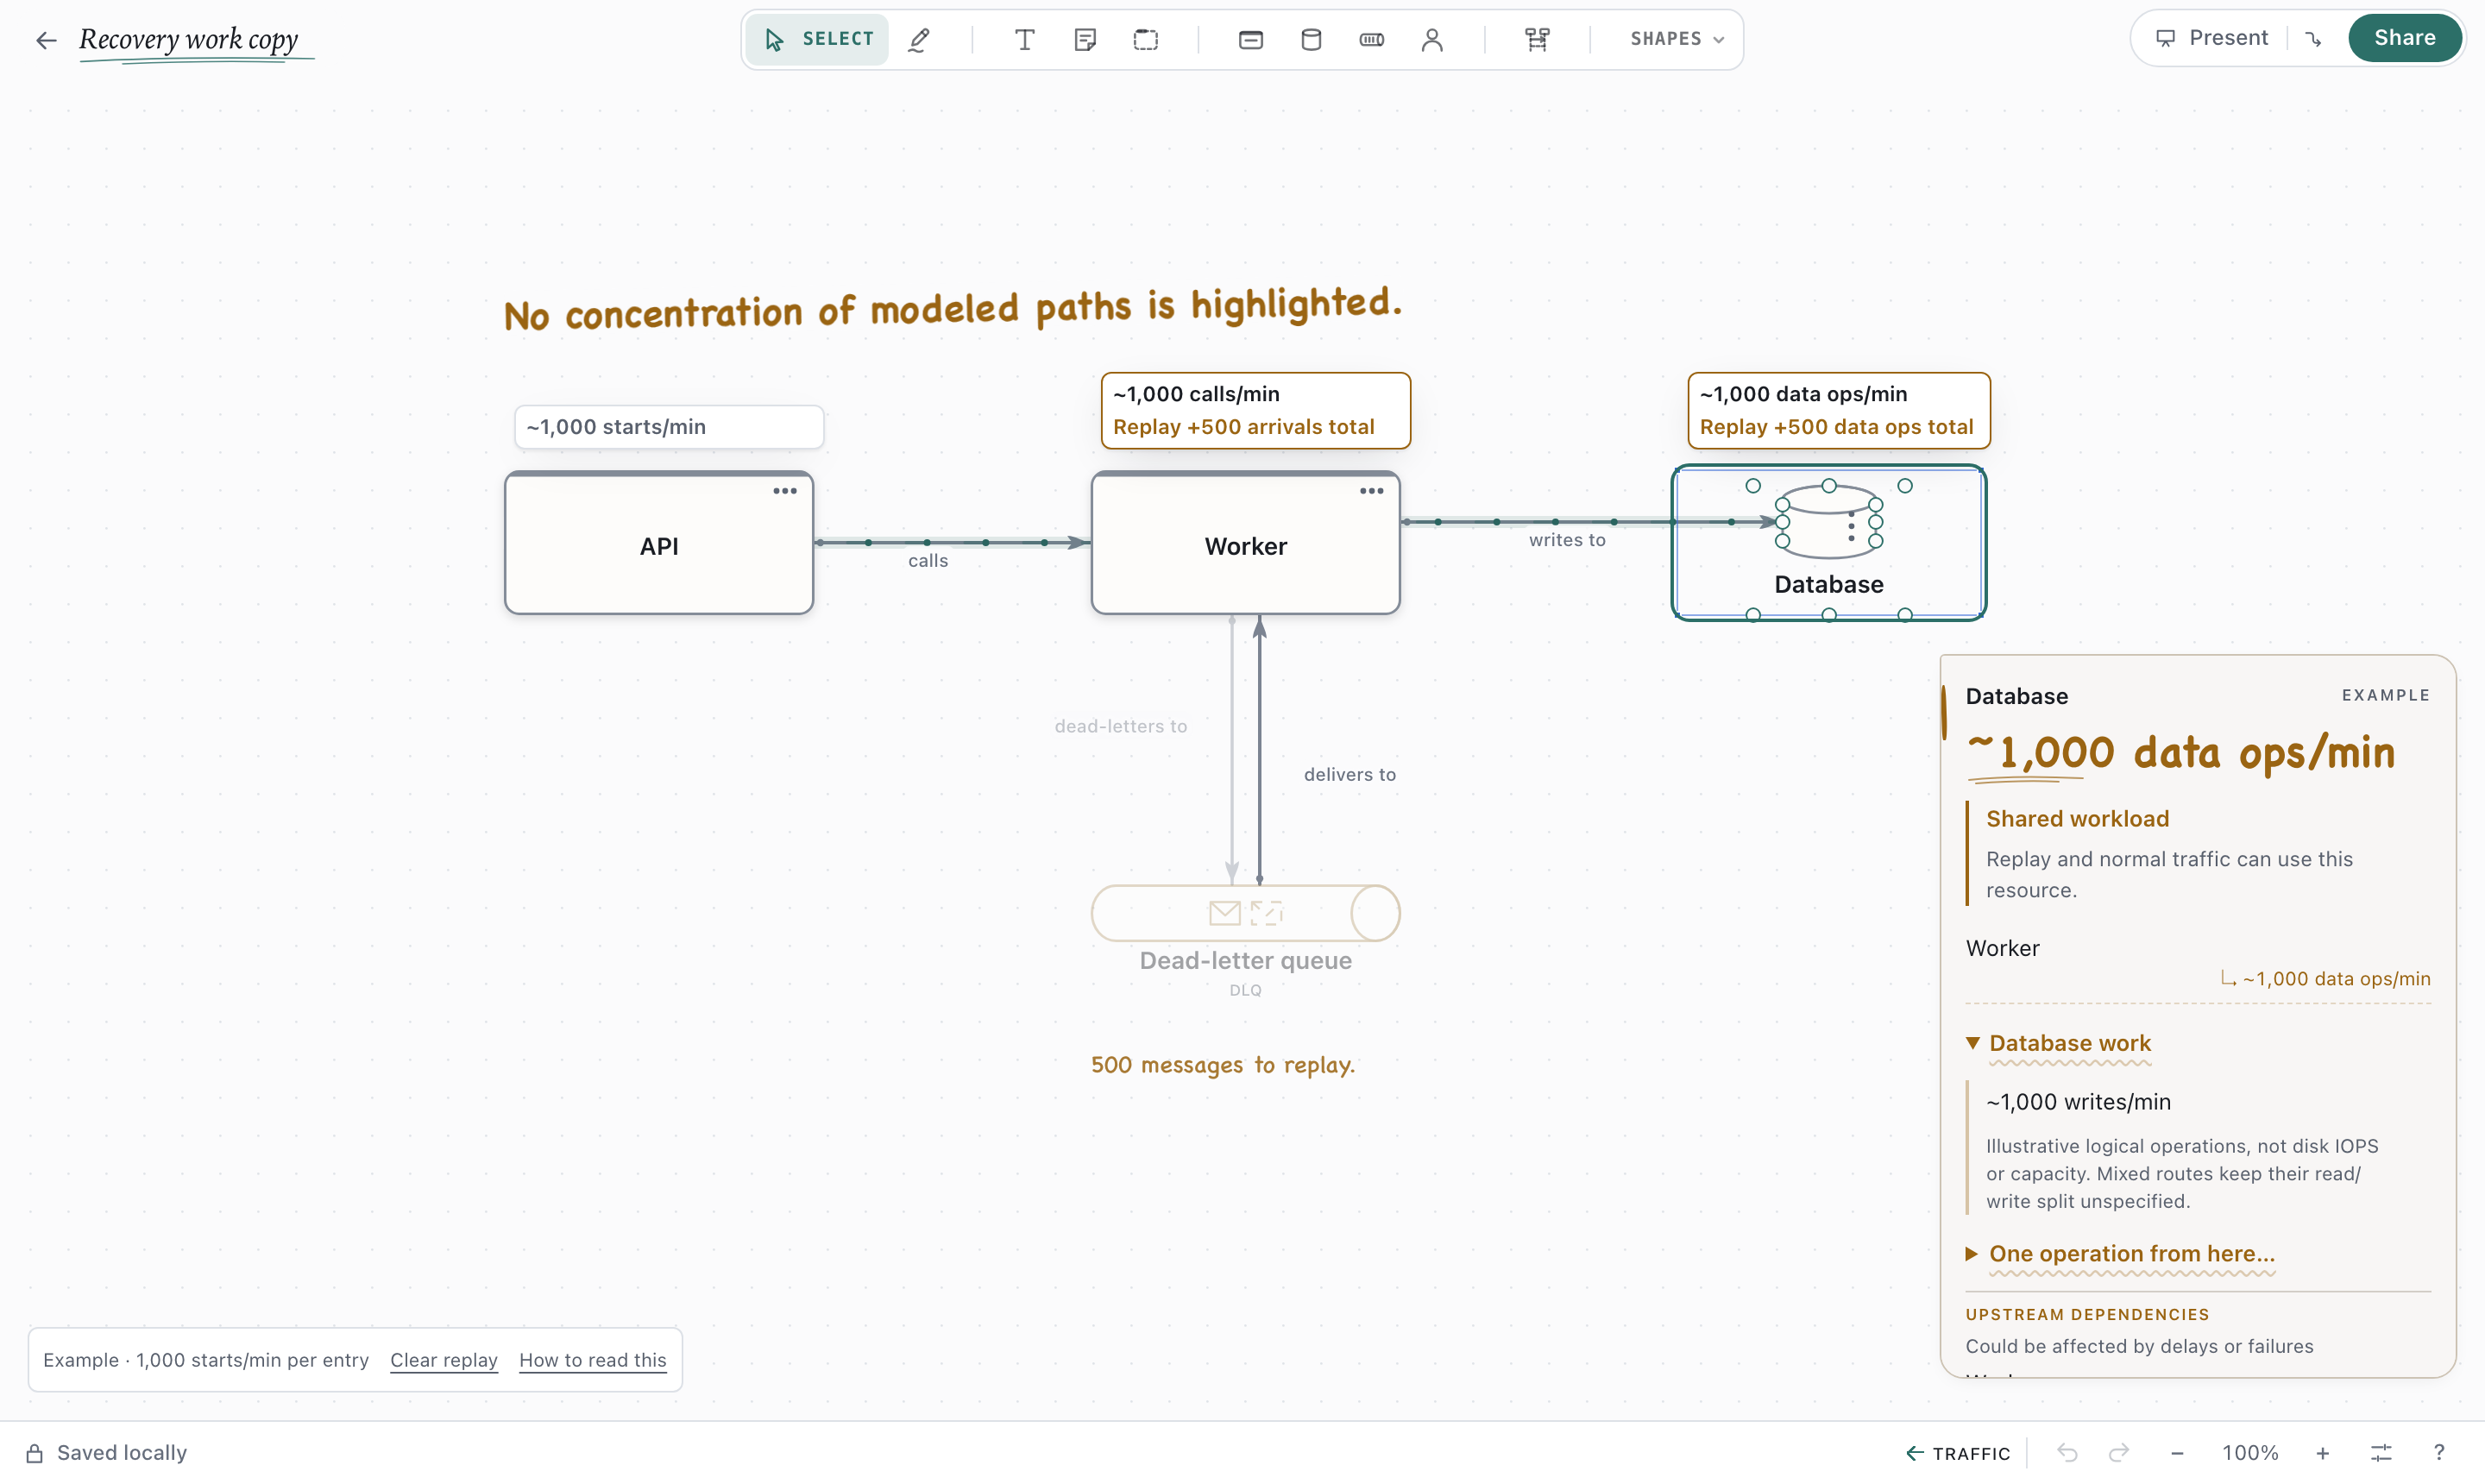 Recovery work copy
SELECT
SHAPES
Present
Share
No concentration of modeled paths is highlighted.
~1,000 starts/min
~1,000 calls/min
Replay +500 arrivals total
~1,000 data ops/min
Replay +500 data ops total
API
calls
Worker
writes to
Database
dead-letters to
delivers to
Dead-letter queue
DLQ
500 messages to replay.
Database
EXAMPLE
~1,000 data ops/min
Shared workload
Replay and normal traffic can use this
resource.
Worker
~1,000 data ops/min
Database work
~1,000 writes/min
Illustrative logical operations, not disk IOPS
or capacity. Mixed routes keep their read/
write split unspecified.
One operation from here...
UPSTREAM DEPENDENCIES
Could be affected by delays or failures
Example · 1,000 starts/min per entry
Clear replay
How to read this
Saved locally
TRAFFIC
− 100% +
?